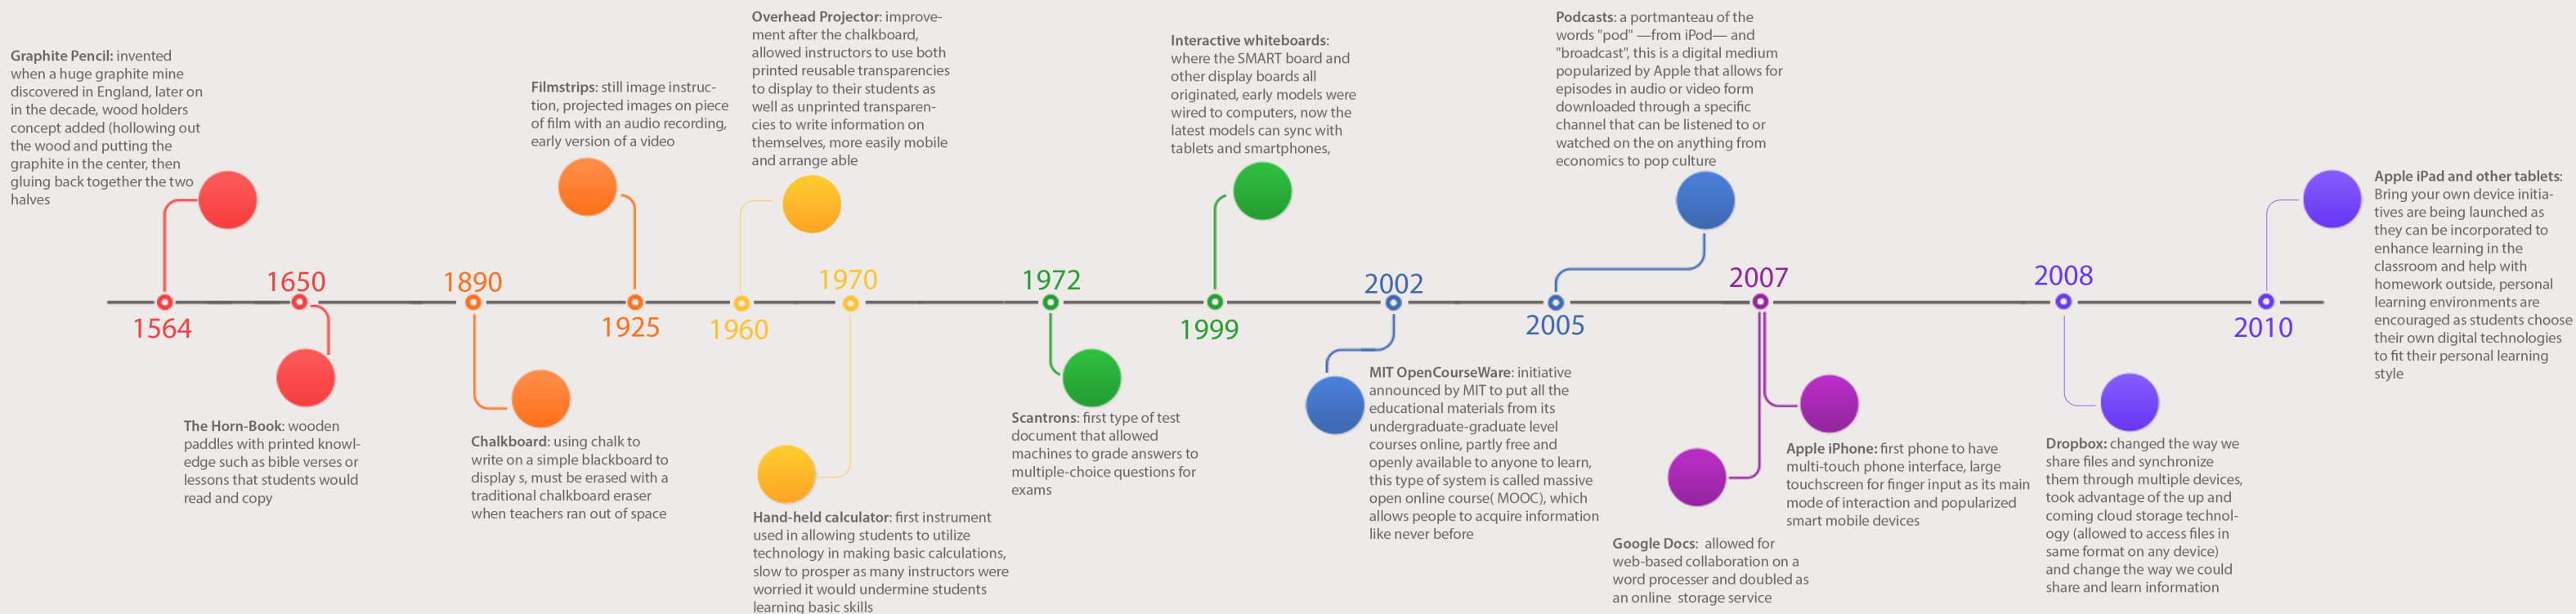 Graphite Pencil: invented
when a huge graphite mine
discovered in England, later on
in the decade, wood holders
concept added (hollowing out
the wood and putting the
graphite in the center, then
gluing back together the two
halves
1564
1650
The Horn-Book: wooden
paddles with printed knowl-
edge such as bible verses or
lessons that students would
read and copy
1890
Chalkboard: using chalk to
write on a simple blackboard to
display s, must be erased with a
traditional chalkboard eraser
when teachers ran out of space
Filmstrips: still image instruc-
tion, projected images on piece
of film with an audio recording,
early version of a video
1925
Overhead Projector: improve-
ment after the chalkboard,
allowed instructors to use both
printed reusable transparencies
to display to their students as
well as unprinted transparen-
cies to write information on
themselves, more easily mobile
and arrange able
1960
1970
Hand-held calculator: first instrument
used in allowing students to utilize
technology in making basic calculations,
slow to prosper as many instructors were
worried it would undermine students
learning basic skills
1972
Scantrons: first type of test
document that allowed
machines to grade answers to
multiple-choice questions for
exams
Interactive whiteboards:
where the SMART board and
other display boards all
originated, early models were
wired to computers, now the
latest models can sync with
tablets and smartphones,
1999
2002
MIT OpenCourseWare: initiative
announced by MIT to put all the
educational materials from its
undergraduate-graduate level
courses online, partly free and
openly available to anyone to learn,
this type of system is called massive
open online course( MOOC), which
allows people to acquire information
like never before
Podcasts: a portmanteau of the
words "pod" —from iPod— and
"broadcast", this is a digital medium
popularized by Apple that allows for
episodes in audio or video form
downloaded through a specific
channel that can be listened to or
watched on the on anything from
economics to pop culture
2005
2007
Google Docs: allowed for
web-based collaboration on a
word processer and doubled as
an online storage service
Apple iPhone: first phone to have
multi-touch phone interface, large
touchscreen for finger input as its main
mode of interaction and popularized
smart mobile devices
2008
Dropbox: changed the way we
share files and synchronize
them through multiple devices,
took advantage of the up and
coming cloud storage technol-
ogy (allowed to access files in
same format on any device)
and change the way we could
share and learn information
2010
Apple iPad and other tablets:
Bring your own device initia-
tives are being launched as
they can be incorporated to
enhance learning in the
classroom and help with
homework outside, personal
learning environments are
encouraged as students choose
their own digital technologies
to fit their personal learning
style